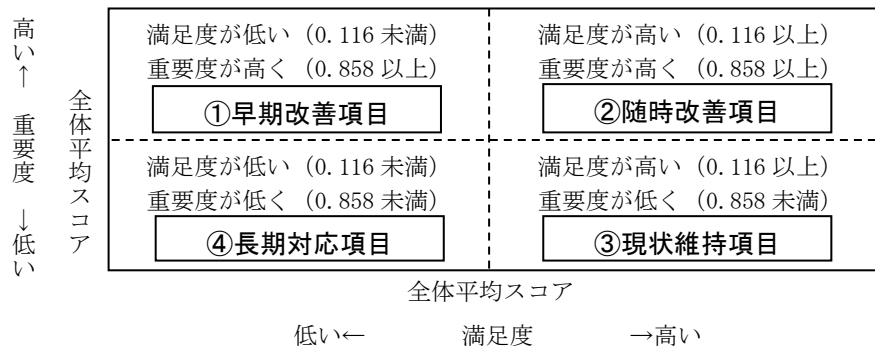 高い↑　重要度　↓低い
全体平均スコア
満足度が低い（0.116 未満）
重要度が高く（0.858 以上）
①早期改善項目
満足度が高い（0.116 以上）
重要度が高く（0.858 以上）
②随時改善項目
満足度が低い（0.116 未満）
重要度が低く（0.858 未満）
④長期対応項目
満足度が高い（0.116 以上）
重要度が低く（0.858 未満）
③現状維持項目
全体平均スコア
低い←　満足度　→高い